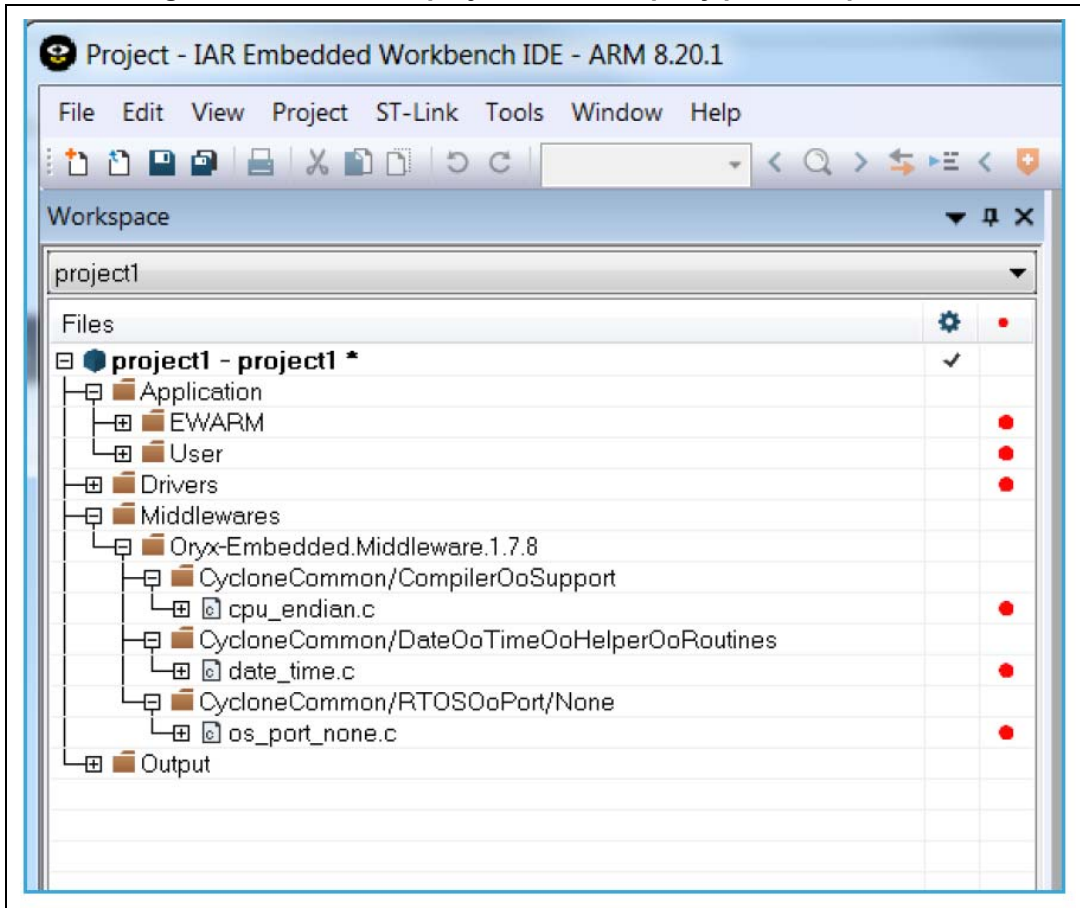 Project - IAR Embedded Workbench IDE - ARM 8.20.1
File Edit View Project ST-Link Tools Window Help
Workspace
project1
Files
project1 - project1 *
Application
EWARM
User
Drivers
Middlewares
Oryx-Embedded.Middleware.1.7.8
CycloneCommon/CompilerOoSupport
cpu_endian.c
CycloneCommon/DateOoTimeOoHelperOoRoutines
date_time.c
CycloneCommon/RTOSOoPort/None
os_port_none.c
Output